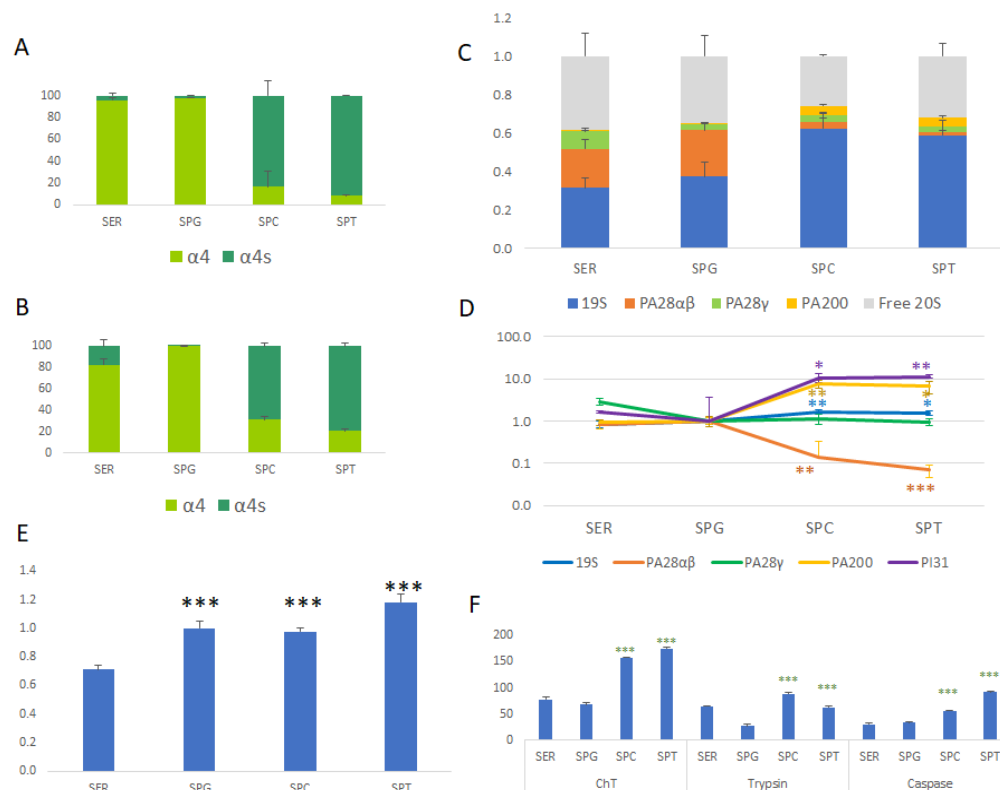 A
100
80
60
40
20
0
SER SPG SPC SPT
α4 α4s
B
100
80
60
40
20
0
SER SPG SPC SPT
α4 α4s
C
1.2
1.0
0.8
0.6
0.4
0.2
0.0
SER SPG SPC SPT
19S PA28αβ PA28γ PA200 Free 20S
D
100.0
10.0
1.0
0.1
0.0
* **
** *
** *
** ***
SER SPG SPC SPT
19S PA28αβ PA28γ PA200 PI31
E
1.4
1.2
1.0
0.8
0.6
0.4
0.2
0.0
*** *** ***
SER SPG SPC SPT
F
200
150
100
50
0
*** *** *** *** *** ***
SER SPG SPC SPT SER SPG SPC SPT SER SPG SPC SPT
ChT Trypsin Caspase